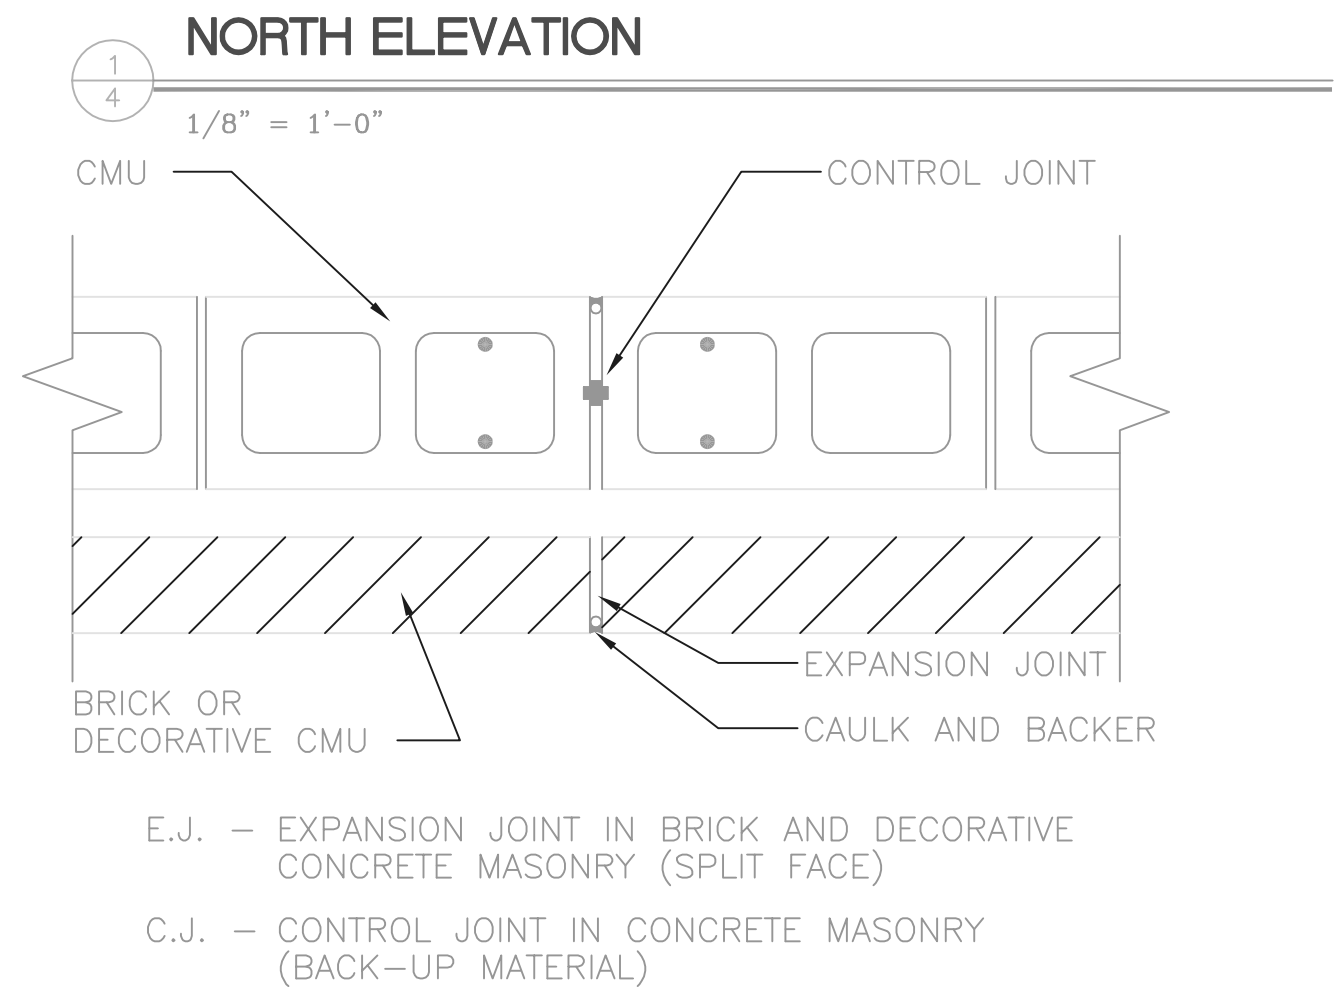 NORTH ELEVATION
1
4
1/8" = 1'-0"
CMU
CONTROL JOINT
EXPANSION JOINT
BRICK OR
DECORATIVE CMU
CAULK AND BACKER
E.J. - EXPANSION JOINT IN BRICK AND DECORATIVE
CONCRETE MASONRY (SPLIT FACE)
C.J. - CONTROL JOINT IN CONCRETE MASONRY
(BACK-UP MATERIAL)